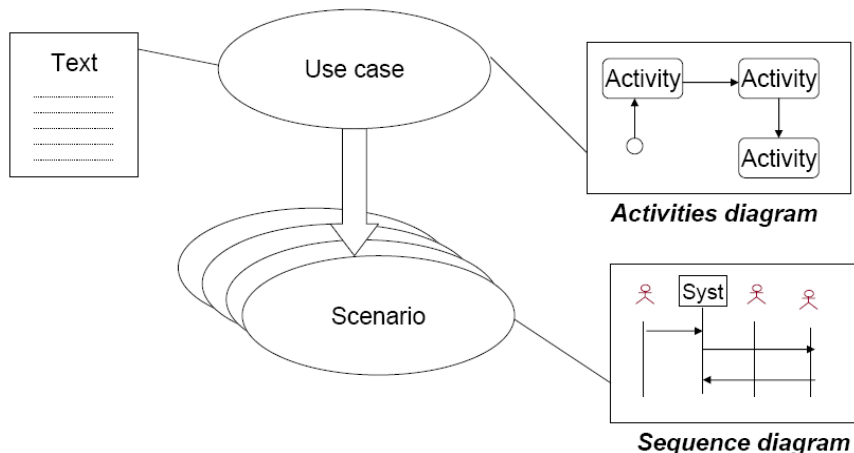 Text
Use case
Activity
Activity
Activity
Activities diagram
Scenario
Syst
Sequence diagram